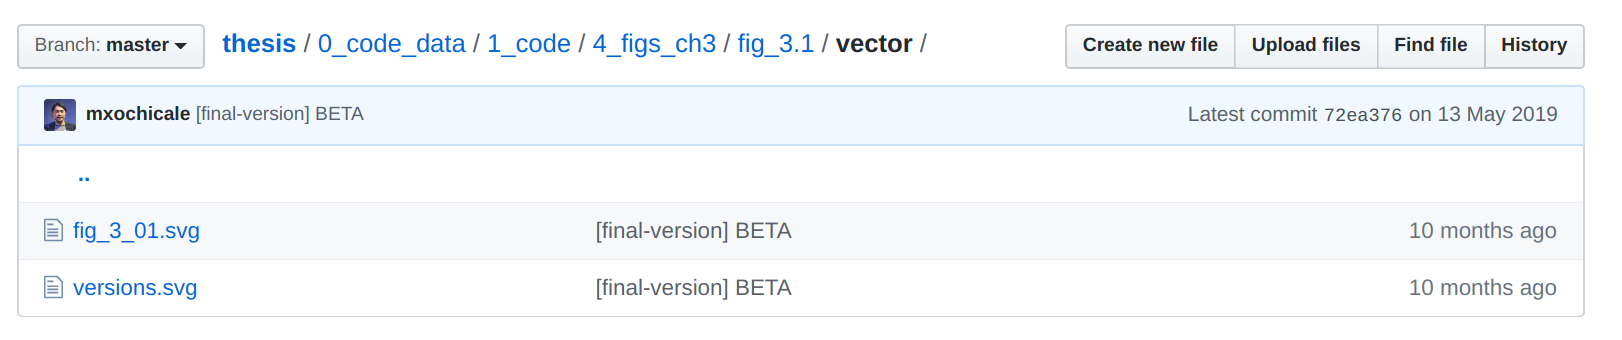 Branch: master thesis / 0_code_data / 1_code / 4_figs_ch3 / fig_3.1 / vector / Create new file Upload files Find file History
mxochicale [final-version] BETA Latest commit 72ea376 on 13 May 2019
..
fig_3_01.svg [final-version] BETA 10 months ago
versions.svg [final-version] BETA 10 months ago